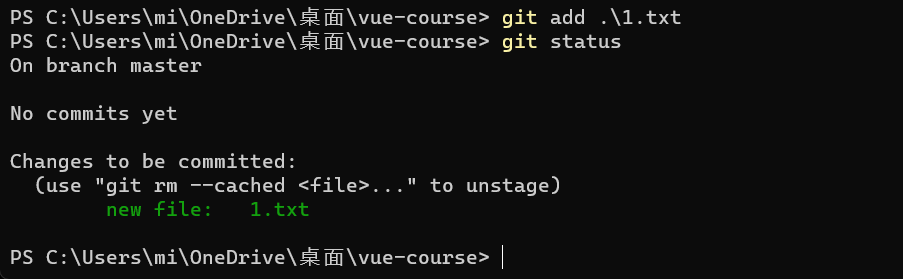 PS C:\Users\mi\OneDrive\桌面\vue-course> git add .\1.txt
PS C:\Users\mi\OneDrive\桌面\vue-course> git status
On branch master
No commits yet
Changes to be committed:
  (use "git rm --cached <file>..." to unstage)
        new file:   1.txt
PS C:\Users\mi\OneDrive\桌面\vue-course>